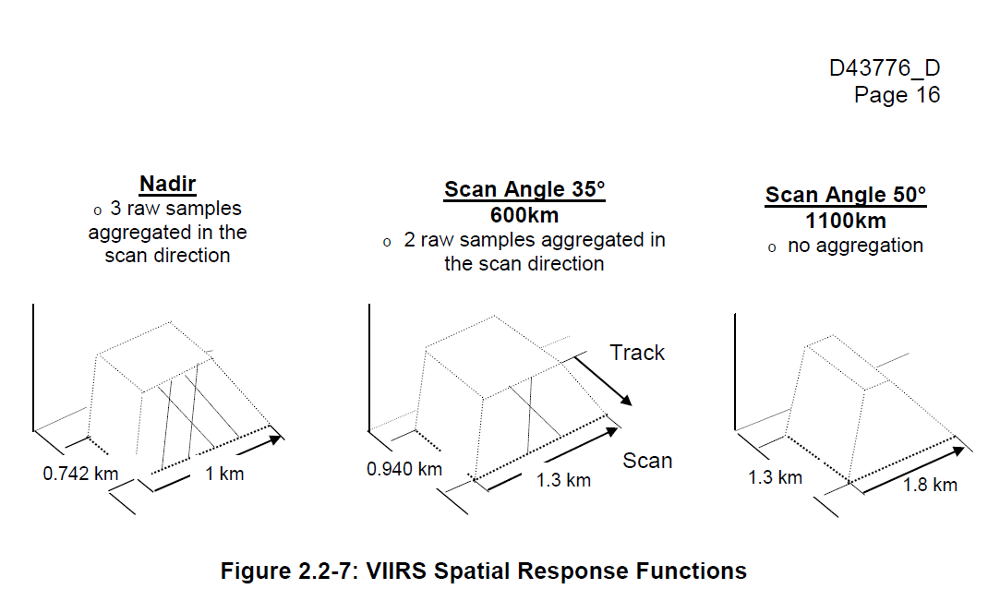 D43776_D
Page 16
Nadir
o 3 raw samples
aggregated in the
scan direction
Scan Angle 35°
600km
o 2 raw samples aggregated in
the scan direction
Scan Angle 50°
1100km
o no aggregation
Track
Scan
0.742 km
1 km
0.940 km
1.3 km
1.3 km
1.8 km
Figure 2.2-7: VIIRS Spatial Response Functions